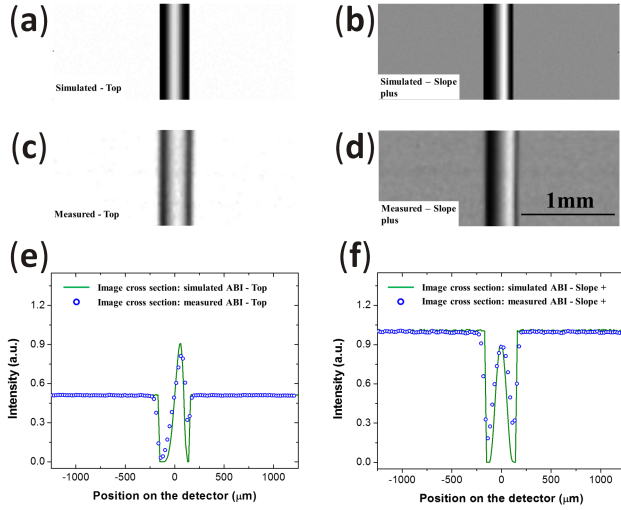 (a)
Simulated - Top
(b)
Simulated – Slope
plus
(c)
Measured - Top
(d)
Measured – Slope
plus
1mm
(e)
Image cross section: simulated ABI - Top
Image cross section: measured ABI - Top
1.2
0.9
0.6
0.3
0.0
Intensity (a.u.)
-1000 -500 0 500 1000
Position on the detector (μm)
(f)
Image cross section: simulated ABI - Slope +
Image cross section: measured ABI - Slope +
1.2
0.9
0.6
0.3
0.0
Intensity (a.u.)
-1000 -500 0 500 1000
Position on the detector (μm)